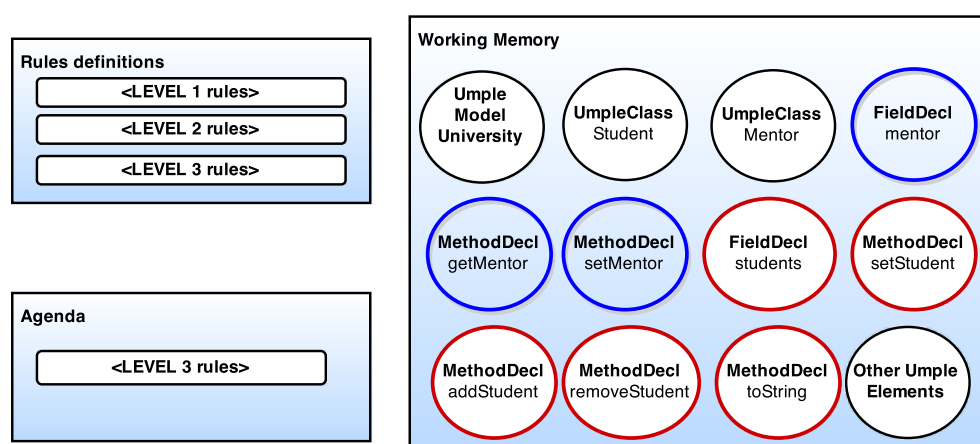 Rules definitions
<LEVEL 1 rules>
<LEVEL 2 rules>
<LEVEL 3 rules>
Agenda
<LEVEL 3 rules>
Working Memory
Umple
Model
University
UmpleClass
Student
UmpleClass
Mentor
FieldDecl
mentor
MethodDecl
getMentor
MethodDecl
setMentor
FieldDecl
students
MethodDecl
setStudent
MethodDecl
addStudent
MethodDecl
removeStudent
MethodDecl
toString
Other Umple
Elements